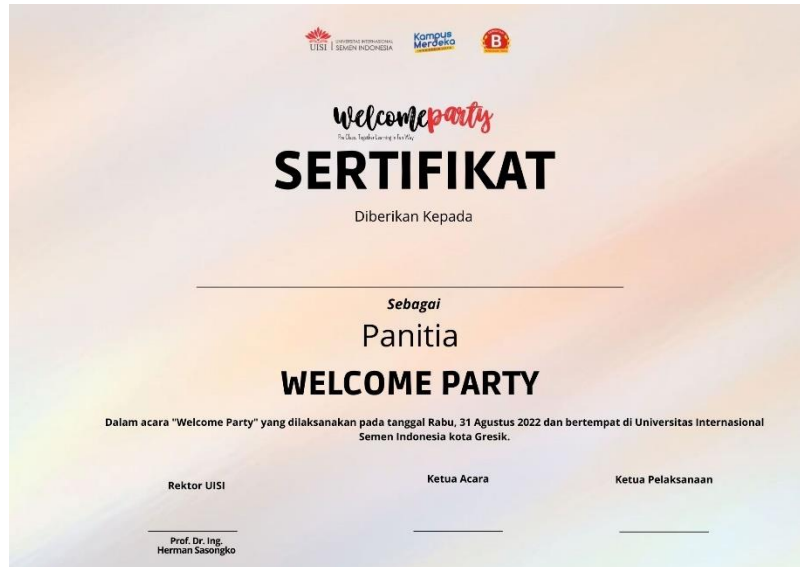 UISI
UNIVERSITAS INTERNASIONAL
SEMEN INDONESIA
Kampus
Merdeka
B
welcomeparty
SERTIFIKAT
Diberikan Kepada
Sebagai
Panitia
WELCOME PARTY
Dalam acara "Welcome Party" yang dilaksanakan pada tanggal Rabu, 31 Agustus 2022 dan bertempat di Universitas Internasional
Semen Indonesia kota Gresik.
Rektor UISI
Ketua Acara
Ketua Pelaksanaan
Prof. Dr. Ing.
Herman Sasongko